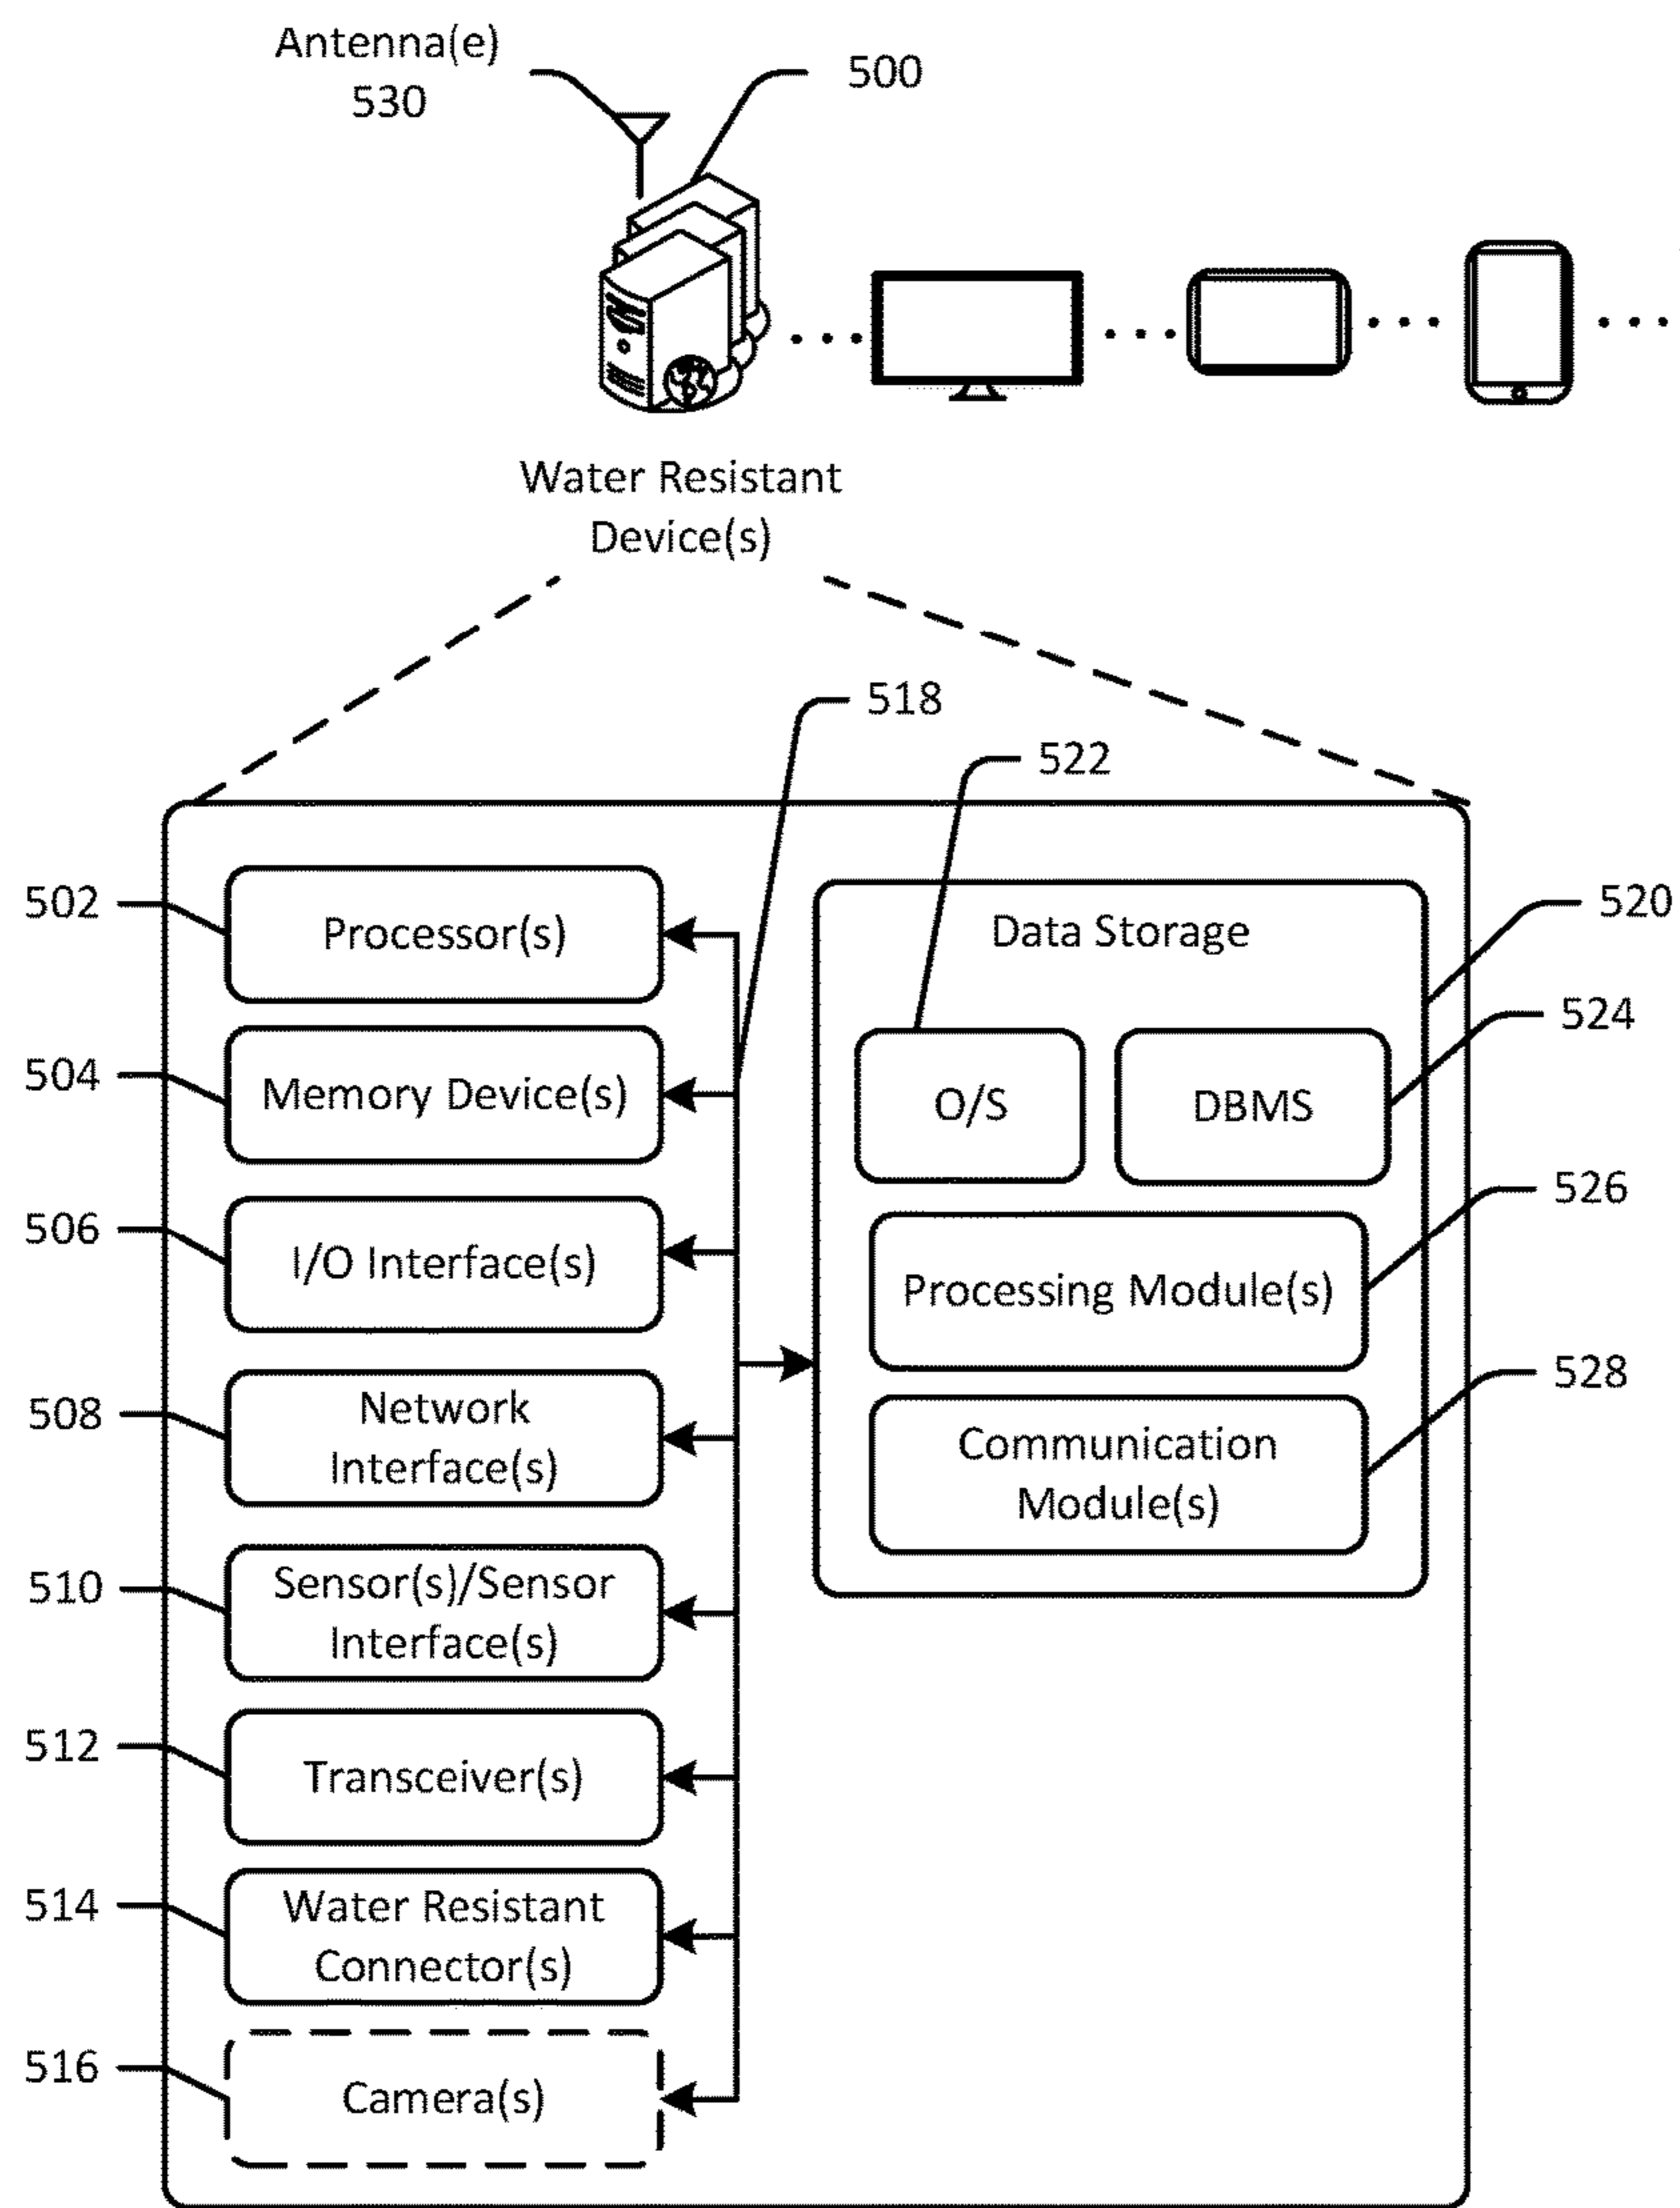 Antenna(e)
530
500
Water Resistant
Device(s)
518
522
502
Processor(s)
Data Storage
520
524
504
Memory Device(s)
O/S
DBMS
506
I/O Interface(s)
Processing Module(s)
526
508
Network
Interface(s)
Communication
Module(s)
528
510
Sensor(s)/Sensor
Interface(s)
512
Transceiver(s)
514
Water Resistant
Connector(s)
516
Camera(s)